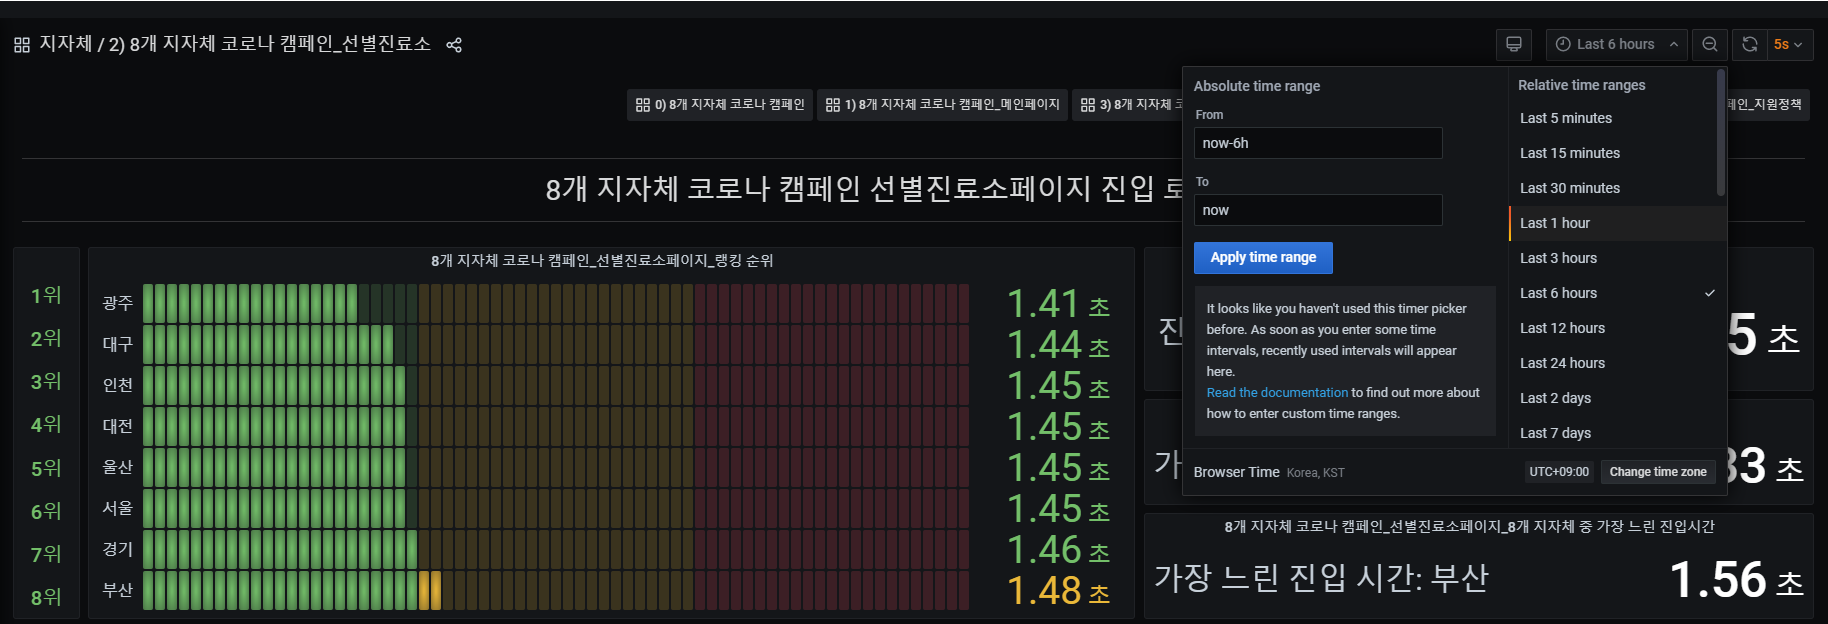 지자체 / 2) 8개 지자체 코로나 캠페인_선별진료소
Last 6 hours
5s
0) 8개 지자체 코로나 캠페인
1) 8개 지자체 코로나 캠페인_메인페이지
3) 8개 지자체
_지원정책
8개 지자체 코로나 캠페인 선별진료소페이지 진입
8개 지자체 코로나 캠페인_선별진료소페이지_랭킹 순위
1위
광주
1.41 초
2위
대구
1.44 초
3위
인천
1.45 초
4위
대전
1.45 초
5위
울산
1.45 초
6위
서울
1.45 초
7위
경기
1.46 초
8위
부산
1.48 초
Absolute time range
From
now-6h
To
now
Apply time range
It looks like you haven't used this timer picker
before. As soon as you enter some time
intervals, recently used intervals will appear
here.
Read the documentation to find out more about
how to enter custom time ranges.
Relative time ranges
Last 5 minutes
Last 15 minutes
Last 30 minutes
Last 1 hour
Last 3 hours
Last 6 hours
Last 12 hours
Last 24 hours
Last 2 days
Last 7 days
Browser Time Korea, KST
UTC+09:00
Change time zone
5 초
3 초
8개 지자체 코로나 캠페인_선별진료소페이지_8개 지자체 중 가장 느린 진입시간
가장 느린 진입 시간: 부산
1.56 초